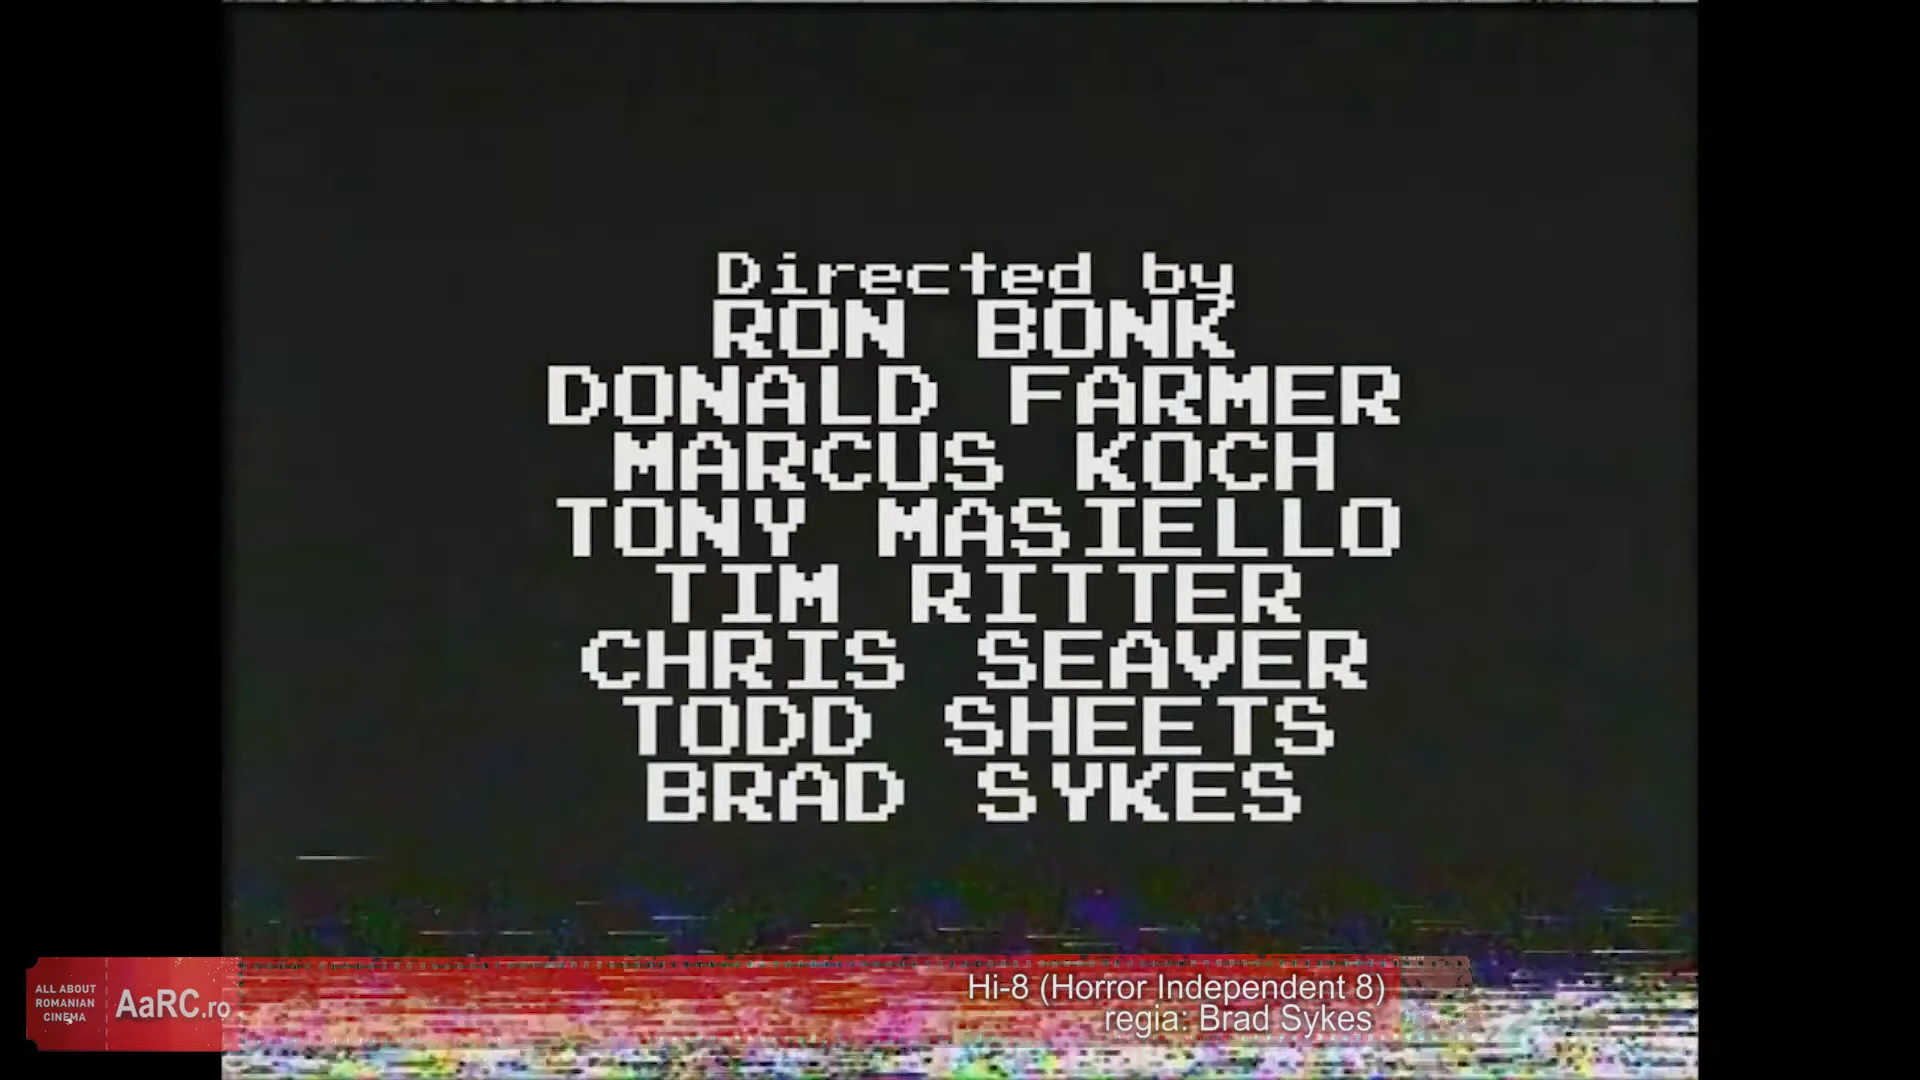 Directed by
RON BONK
DONALD FARMER
MARCUS KOCH
TONY MASIELLO
TIM RITTER
CHRIS SEAVER
TODD SHEETS
BRAD SYKES
ALL ABOUT
ROMANIAN
CINEMA
AaRC.ro
Hi-8 (Horror Independent 8)
regia: Brad Sykes